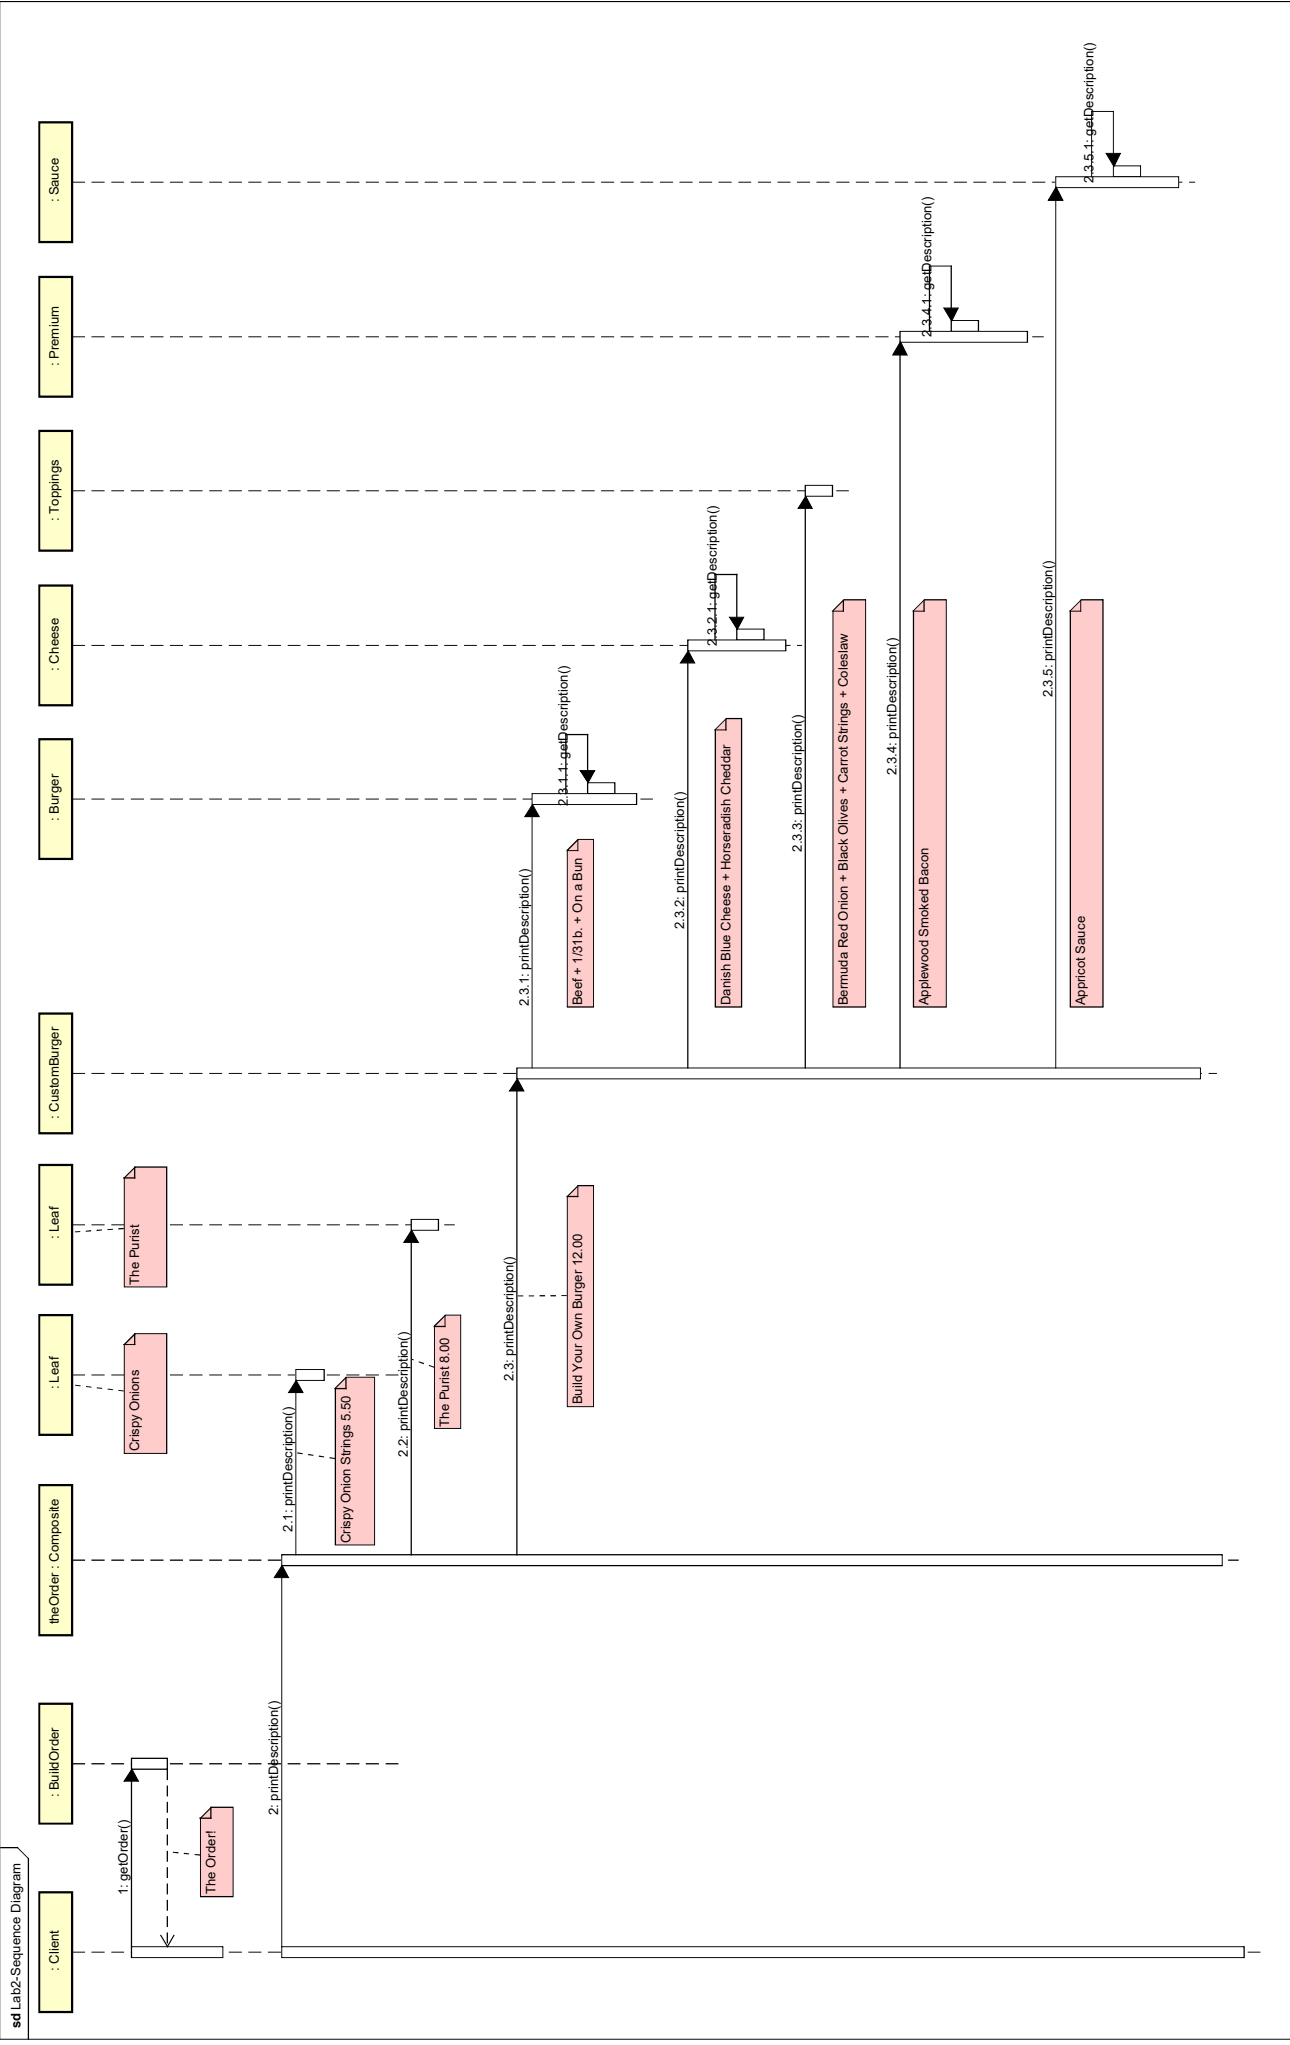 sd Lab2-Sequence Diagram
: Client
: BuildOrder
theOrder : Composite
: Leaf
: Leaf
: CustomBurger
: Burger
: Cheese
: Toppings
: Premium
: Sauce
1: getOrder()
Crispy Onions
The Purist
The Order!
2: printDescription()
2.1: printDescription()
Crispy Onion Strings 5.50
2.2: printDescription()
The Purist 8.00
2.3: printDescription()
Build Your Own Burger 12.00
2.3.1: printDescription()
2.3.1.1: getDescription()
Beef + 1/31b. + On a Bun
2.3.2: printDescription()
2.3.2.1: getDescription()
Danish Blue Cheese + Horseradish Cheddar
2.3.3: printDescription()
Bermuda Red Onion + Black Olives + Carrot Strings + Coleslaw
2.3.4: printDescription()
2.3.4.1: getDescription()
Applewood Smoked Bacon
2.3.5: printDescription()
2.3.5.1: getDescription()
Appricot Sauce